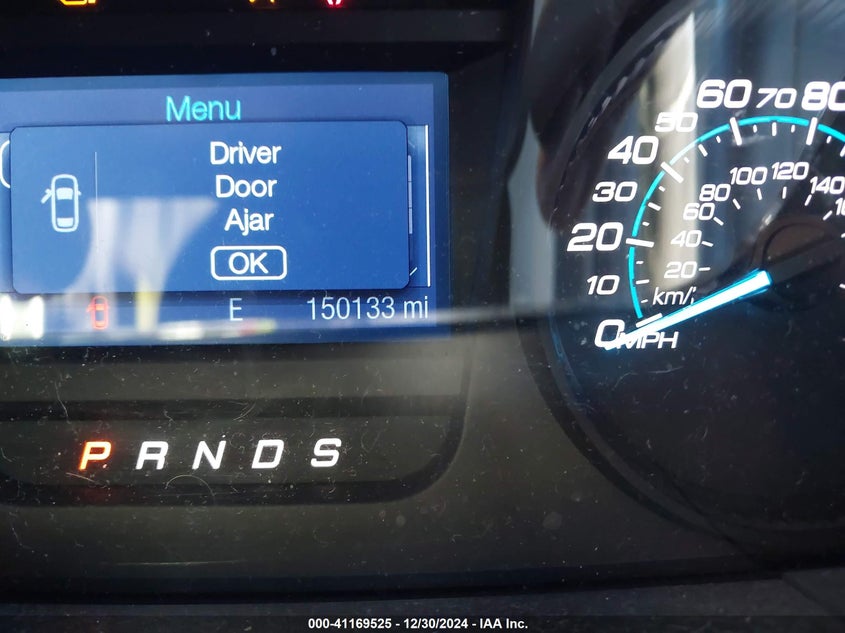 Menu
Driver
Door
Ajar
OK
E 150133 mi
P R N D S
0 10 20 30 40 50 60 70 80
20 40 60 80 100 120 140
km/
MPH
000-41169525 - 12/30/2024 - IAA Inc.